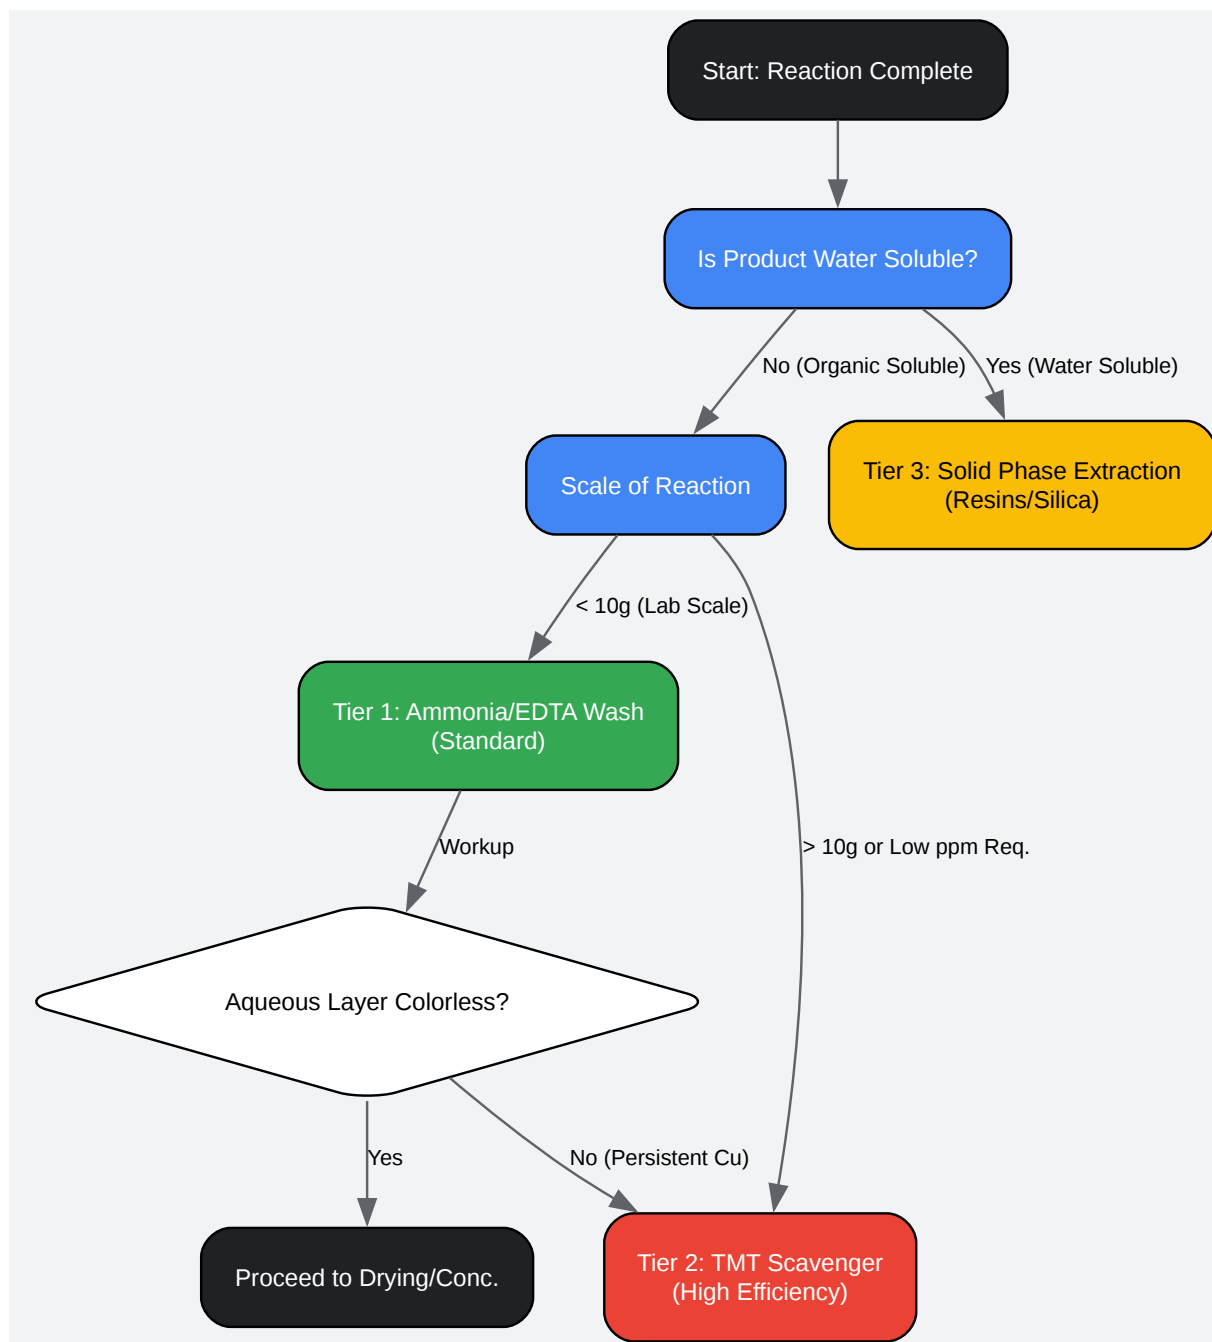 Start: Reaction Complete
Is Product Water Soluble?
No (Organic Soluble)
Yes (Water Soluble)
Scale of Reaction
Tier 3: Solid Phase Extraction
(Resins/Silica)
< 10g (Lab Scale)
Tier 1: Ammonia/EDTA Wash
(Standard)
Workup
> 10g or Low ppm Req.
Aqueous Layer Colorless?
Yes
No (Persistent Cu)
Proceed to Drying/Conc.
Tier 2: TMT Scavenger
(High Efficiency)